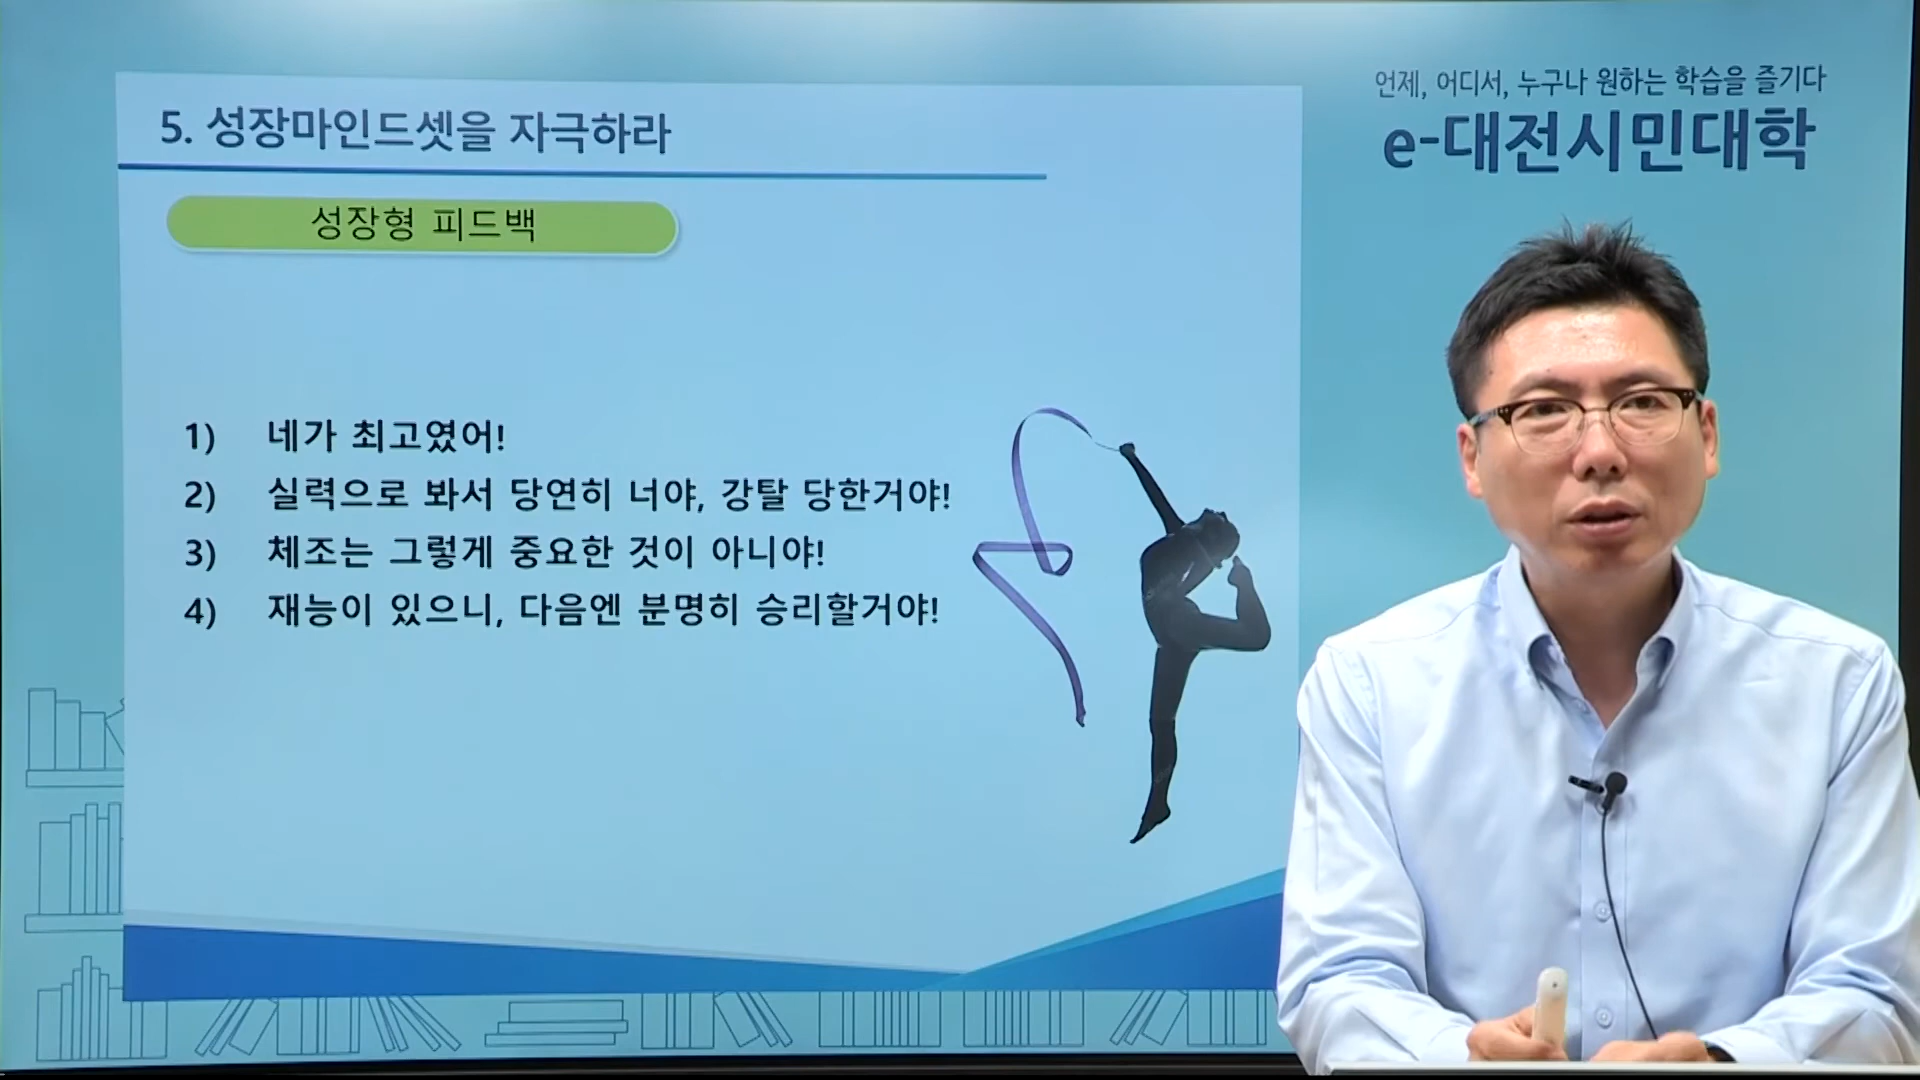 언제, 어디서, 누구나 원하는 학습을 즐기다
e-대전시민대학
5. 성장마인드셋을 자극하라
성장형 피드백
1) 네가 최고였어!
2) 실력으로 봐서 당연히 너야, 강탈 당한거야!
3) 체조는 그렇게 중요한 것이 아니야!
4) 재능이 있으니, 다음엔 분명히 승리할거야!